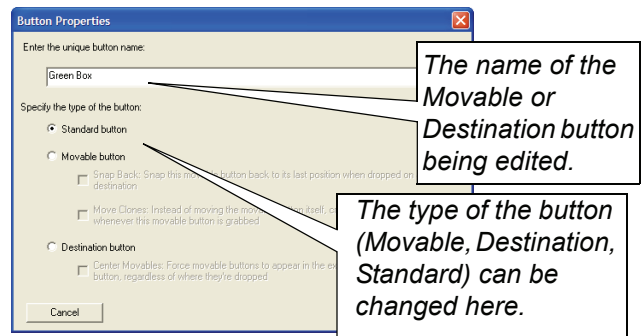 Button Properties
Enter the unique button name:
Green Box
Specify the type of the button:
Standard button
Movable button
Snap Back: Snap this movable button back to its last position when dropped on
destination
Move Clones: Instead of moving the movable button itself,
whenever this movable button is grabbed
Destination button
Center Movables: Force movable buttons to appear in the
button, regardless of where they're dropped
Cancel
The name of the
Movable or
Destination button
being edited.
The type of the button
(Movable, Destination,
Standard) can be
changed here.